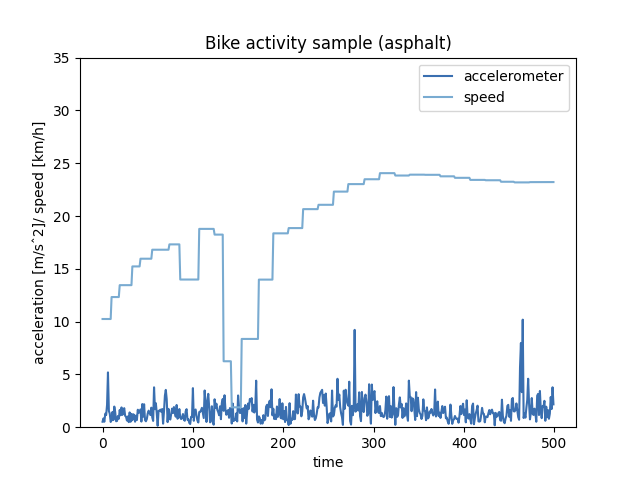 Bike activity sample (asphalt)
accelerometer
speed
35
30
25
20
15
10
5
0
acceleration [m/s^2]/ speed [km/h]
0 100 200 300 400 500
time